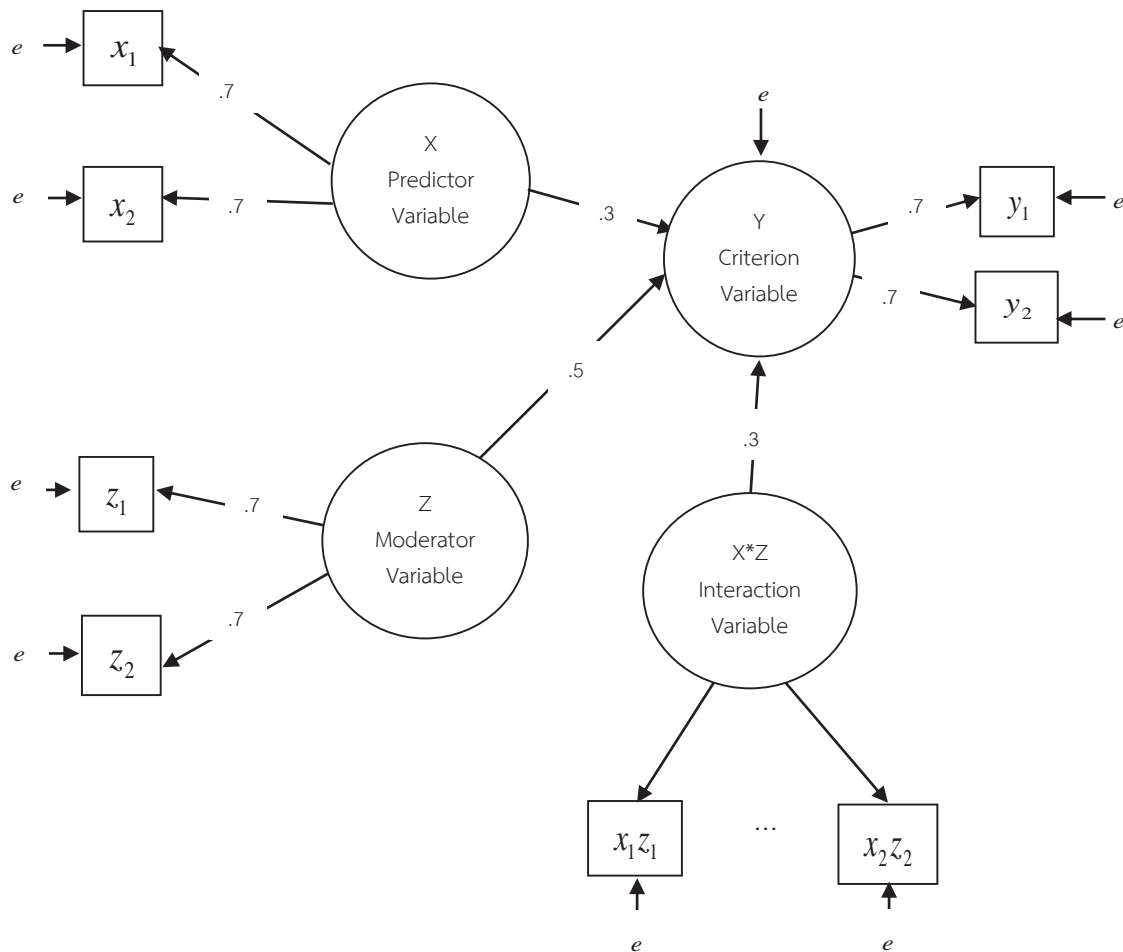 e
x₁
.7
e
x₂
.7
X
Predictor
Variable
.3
e
Y
Criterion
Variable
.7
y₁
e
.7
y₂
e
.5
e
z₁
.7
e
z₂
.7
Z
Moderator
Variable
.3
X*Z
Interaction
Variable
x₁z₁
...
x₂z₂
e
e